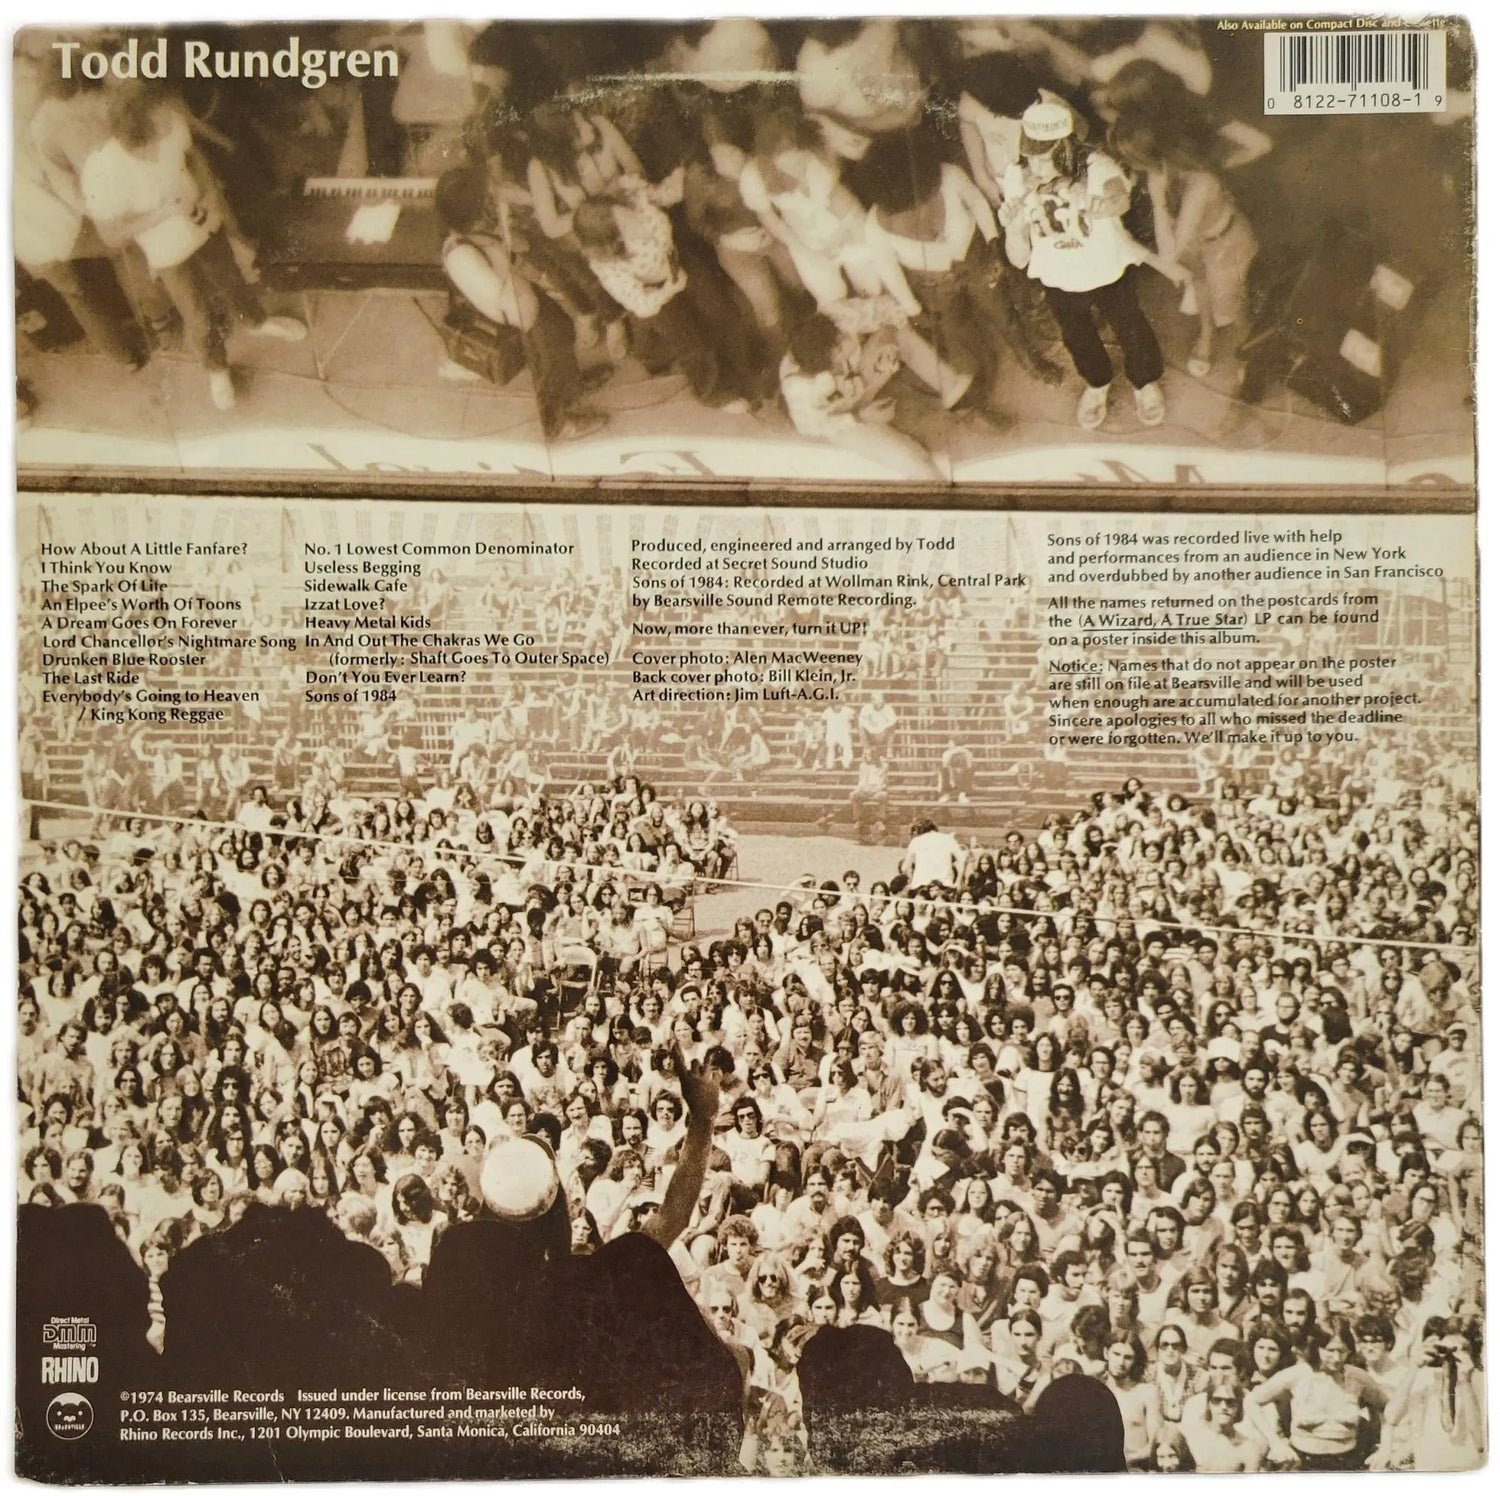 Also Available on Compact Disc and Cassette
Todd Rundgren
0 8122-71108-1 9
How About A Little Fanfare?
I Think You Know
The Spark Of Life
An Elpee's Worth Of Toons
A Dream Goes On Forever
Lord Chancellor's Nightmare Song
Drunken Blue Rooster
The Last Ride
Everybody's Going to Heaven
/ King Kong Reggae
No. 1 Lowest Common Denominator
Useless Begging
Sidewalk Cafe
Izzat Love?
Heavy Metal Kids
In And Out The Chakras We Go
(formerly: Shaft Goes To Outer Space)
Don't You Ever Learn?
Sons of 1984
Produced, engineered and arranged by Todd
Recorded at Secret Sound Studio
Sons of 1984: Recorded at Wollman Rink, Central Park
by Bearsville Sound Remote Recording.
Now, more than ever, turn it UP!
Cover photo: Alen MacWeeney
Back cover photo: Bill Klein, Jr.
Art direction: Jim Luft-A.G.I.
Sons of 1984 was recorded live with help
and performances from an audience in New York
and overdubbed by another audience in San Francisco
All the names returned on the postcards from
the (A Wizard, A True Star) LP can be found
on a poster inside this album.
Notice: Names that do not appear on the poster
are still on file at Bearsville and will be used
when enough are accumulated for another project.
Sincere apologies to all who missed the deadline
or were forgotten. We'll make it up to you.
Direct Metal
DMM
Mastering ™
RHINO
BEARSVILLE
©1974 Bearsville Records Issued under license from Bearsville Records,
P.O. Box 135, Bearsville, NY 12409. Manufactured and marketed by
Rhino Records Inc., 1201 Olympic Boulevard, Santa Monica, California 90404